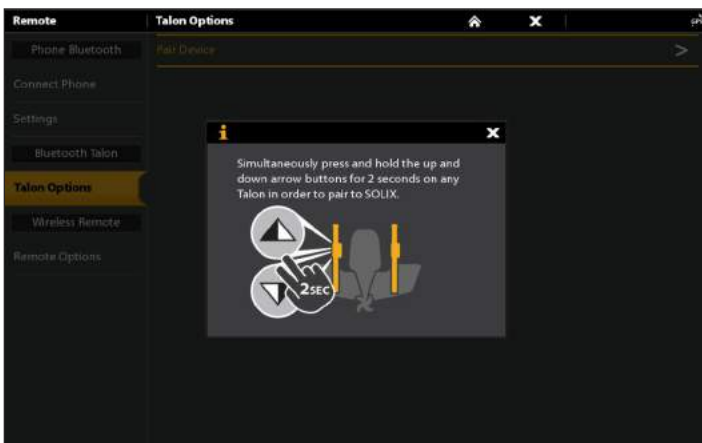 Remote
Talon Options
GPS
Phone Bluetooth
Pair Device
Connect Phone
Settings
Bluetooth Talon
Talon Options
Wireless Remote
Remote Options
i
Simultaneously press and hold the up and
down arrow buttons for 2 seconds on any
Talon in order to pair to SOLIX.
2SEC